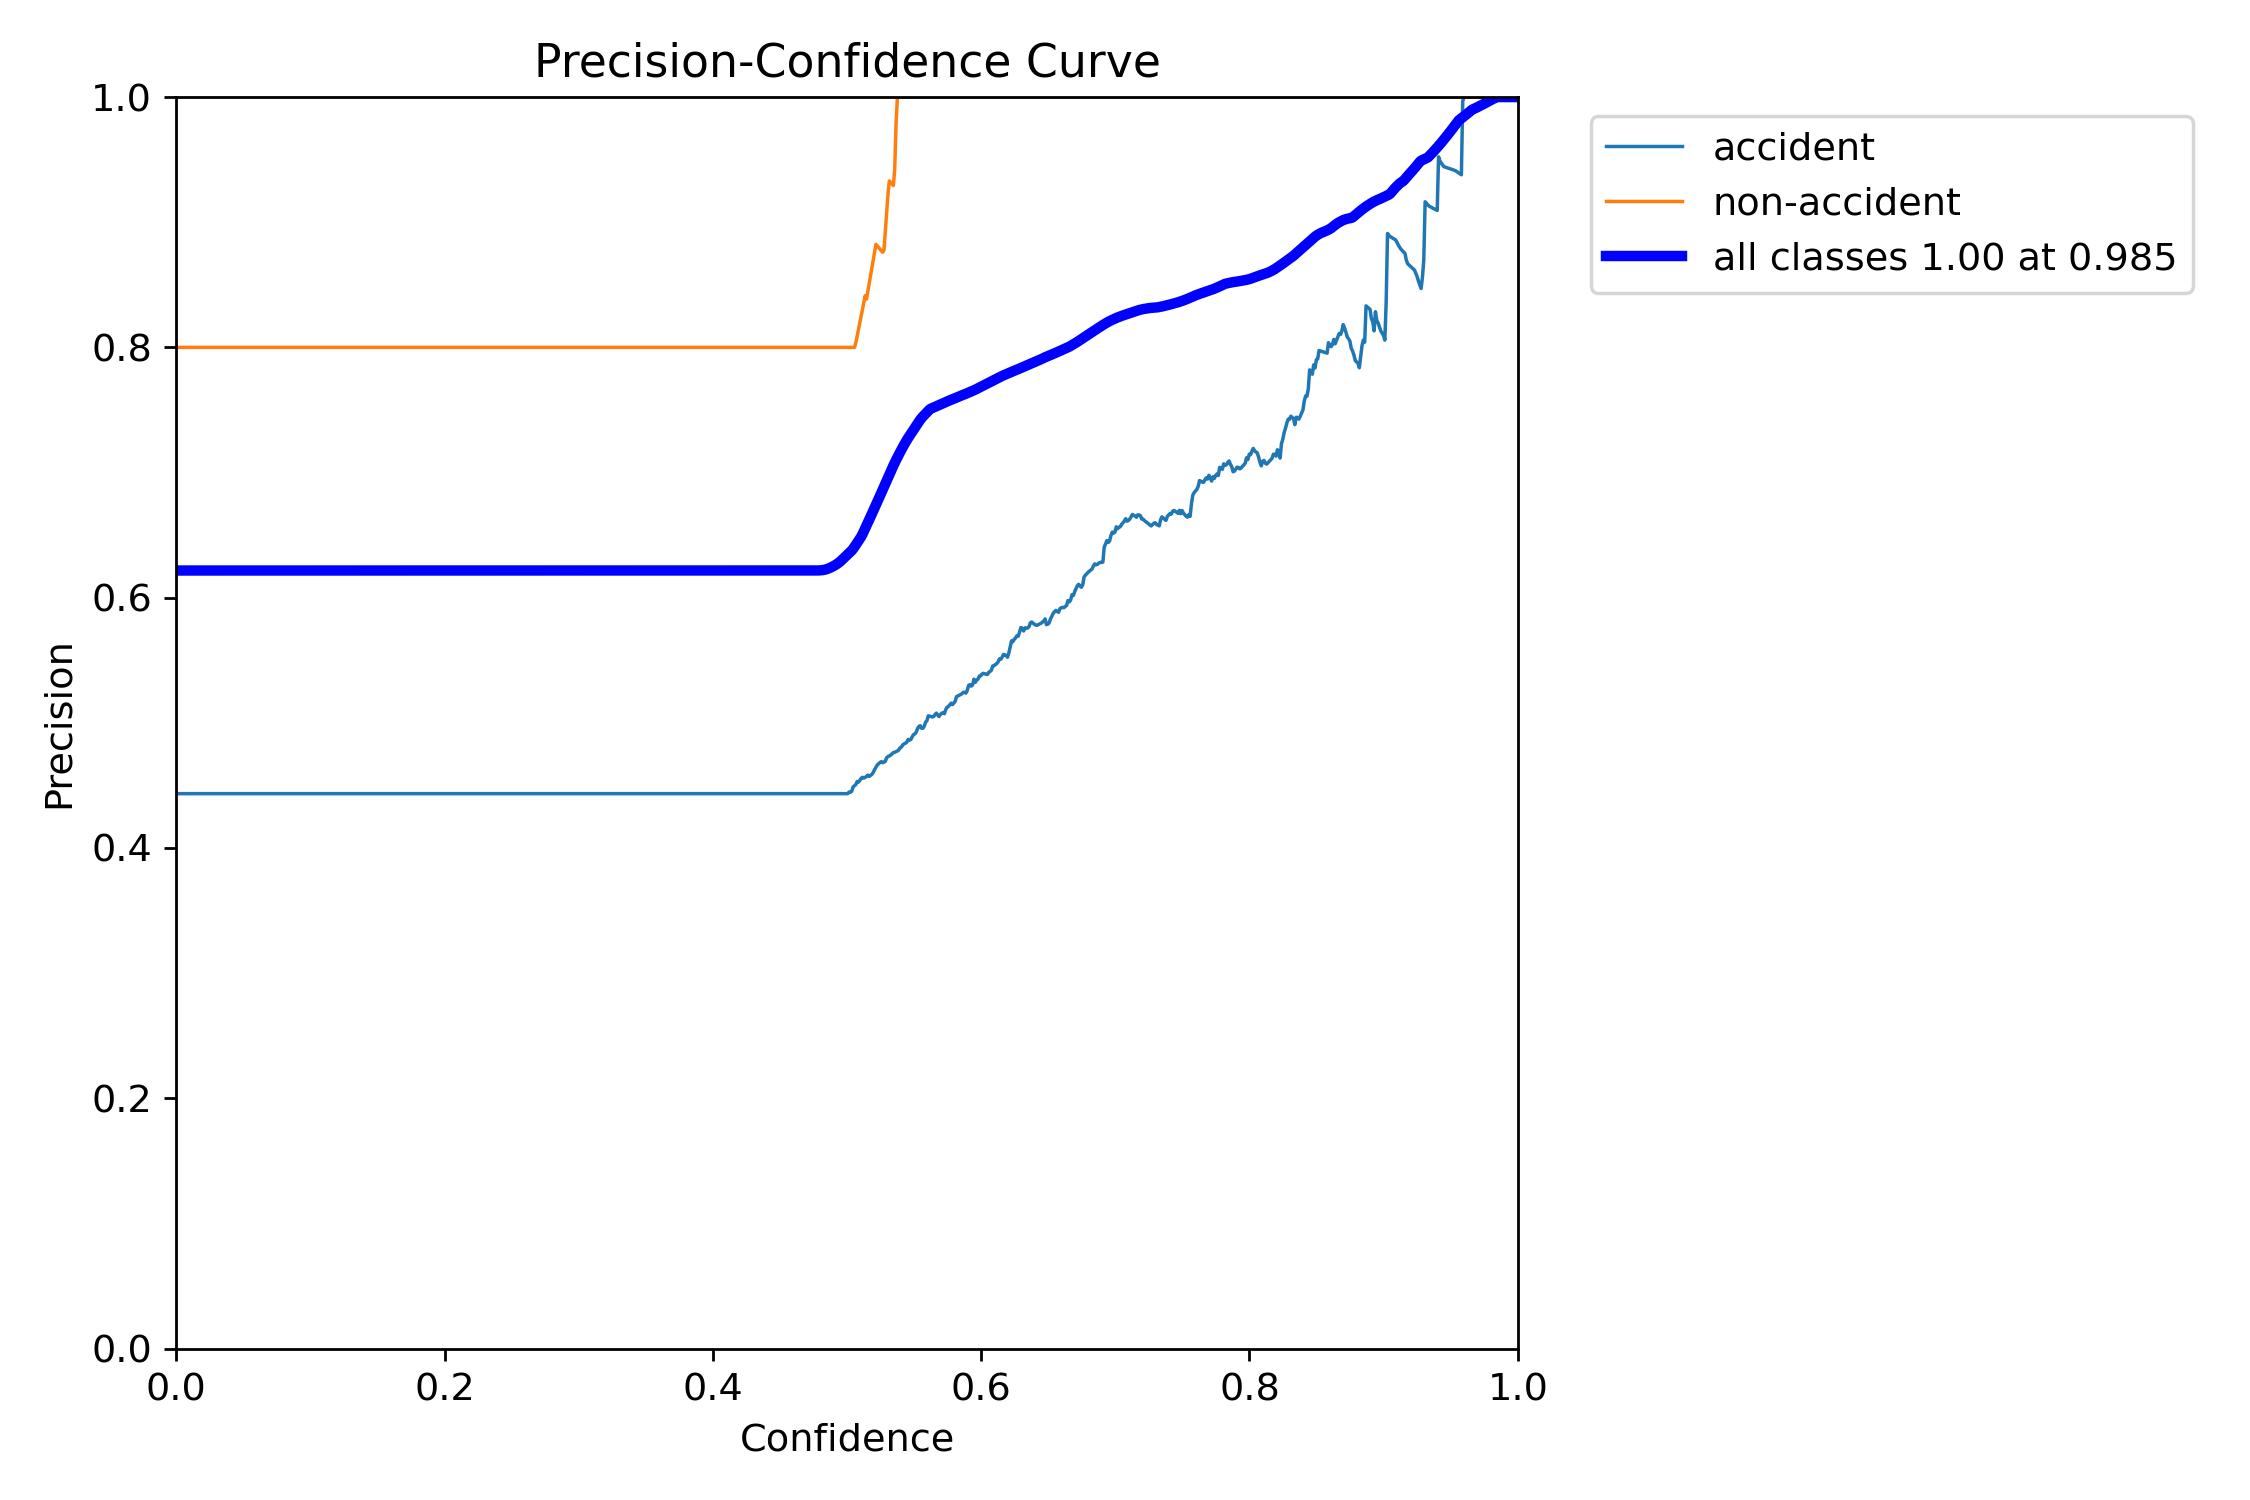 Precision-Confidence Curve
1.0
0.8
0.6
0.4
0.2
0.0
Precision
0.0 0.2 0.4 0.6 0.8 1.0
Confidence
accident
non-accident
all classes 1.00 at 0.985